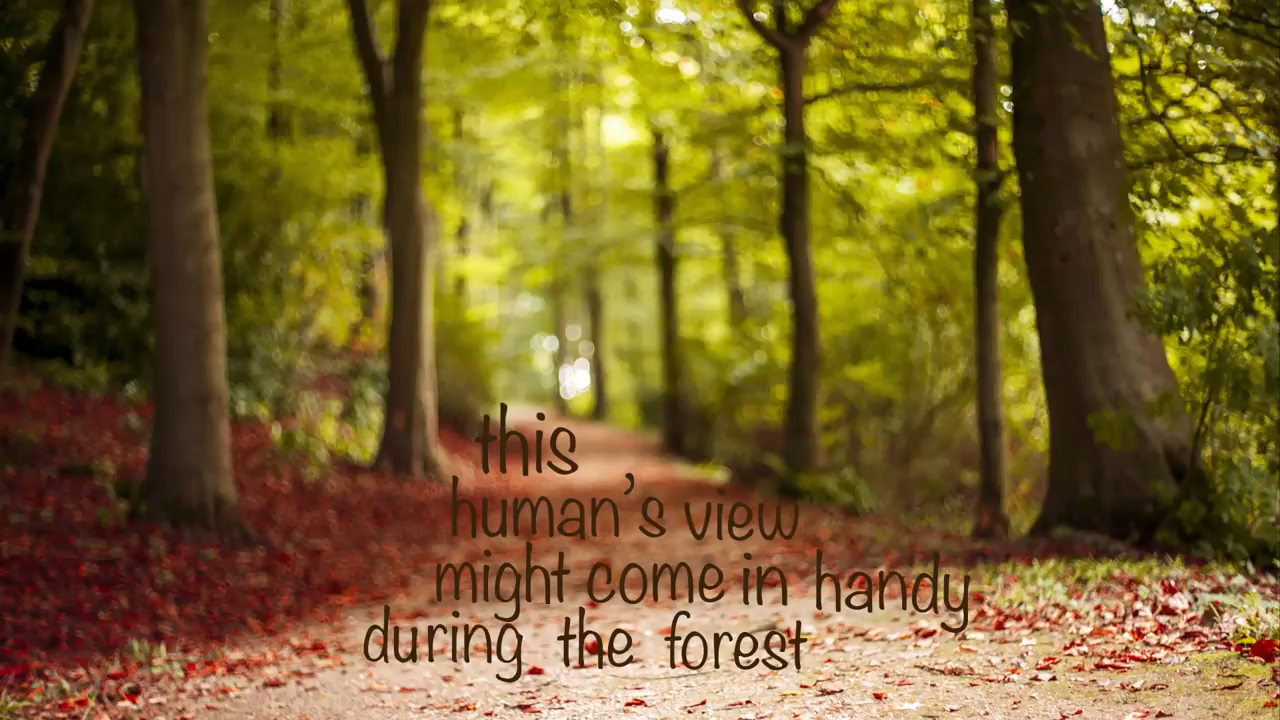 this
human’s view
might come in handy
during the forest